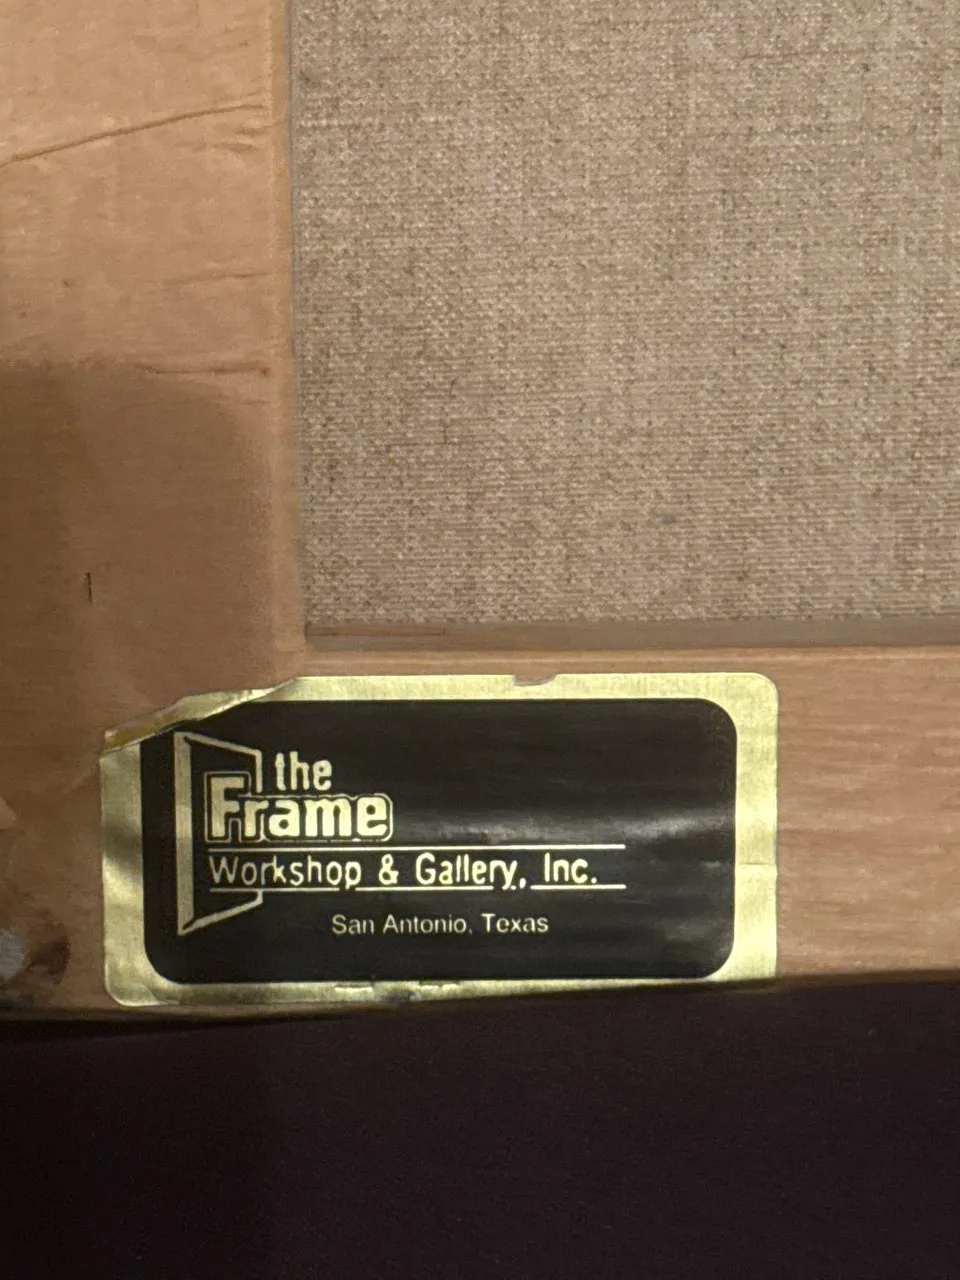 the
Frame
Workshop & Gallery, Inc.
San Antonio, Texas